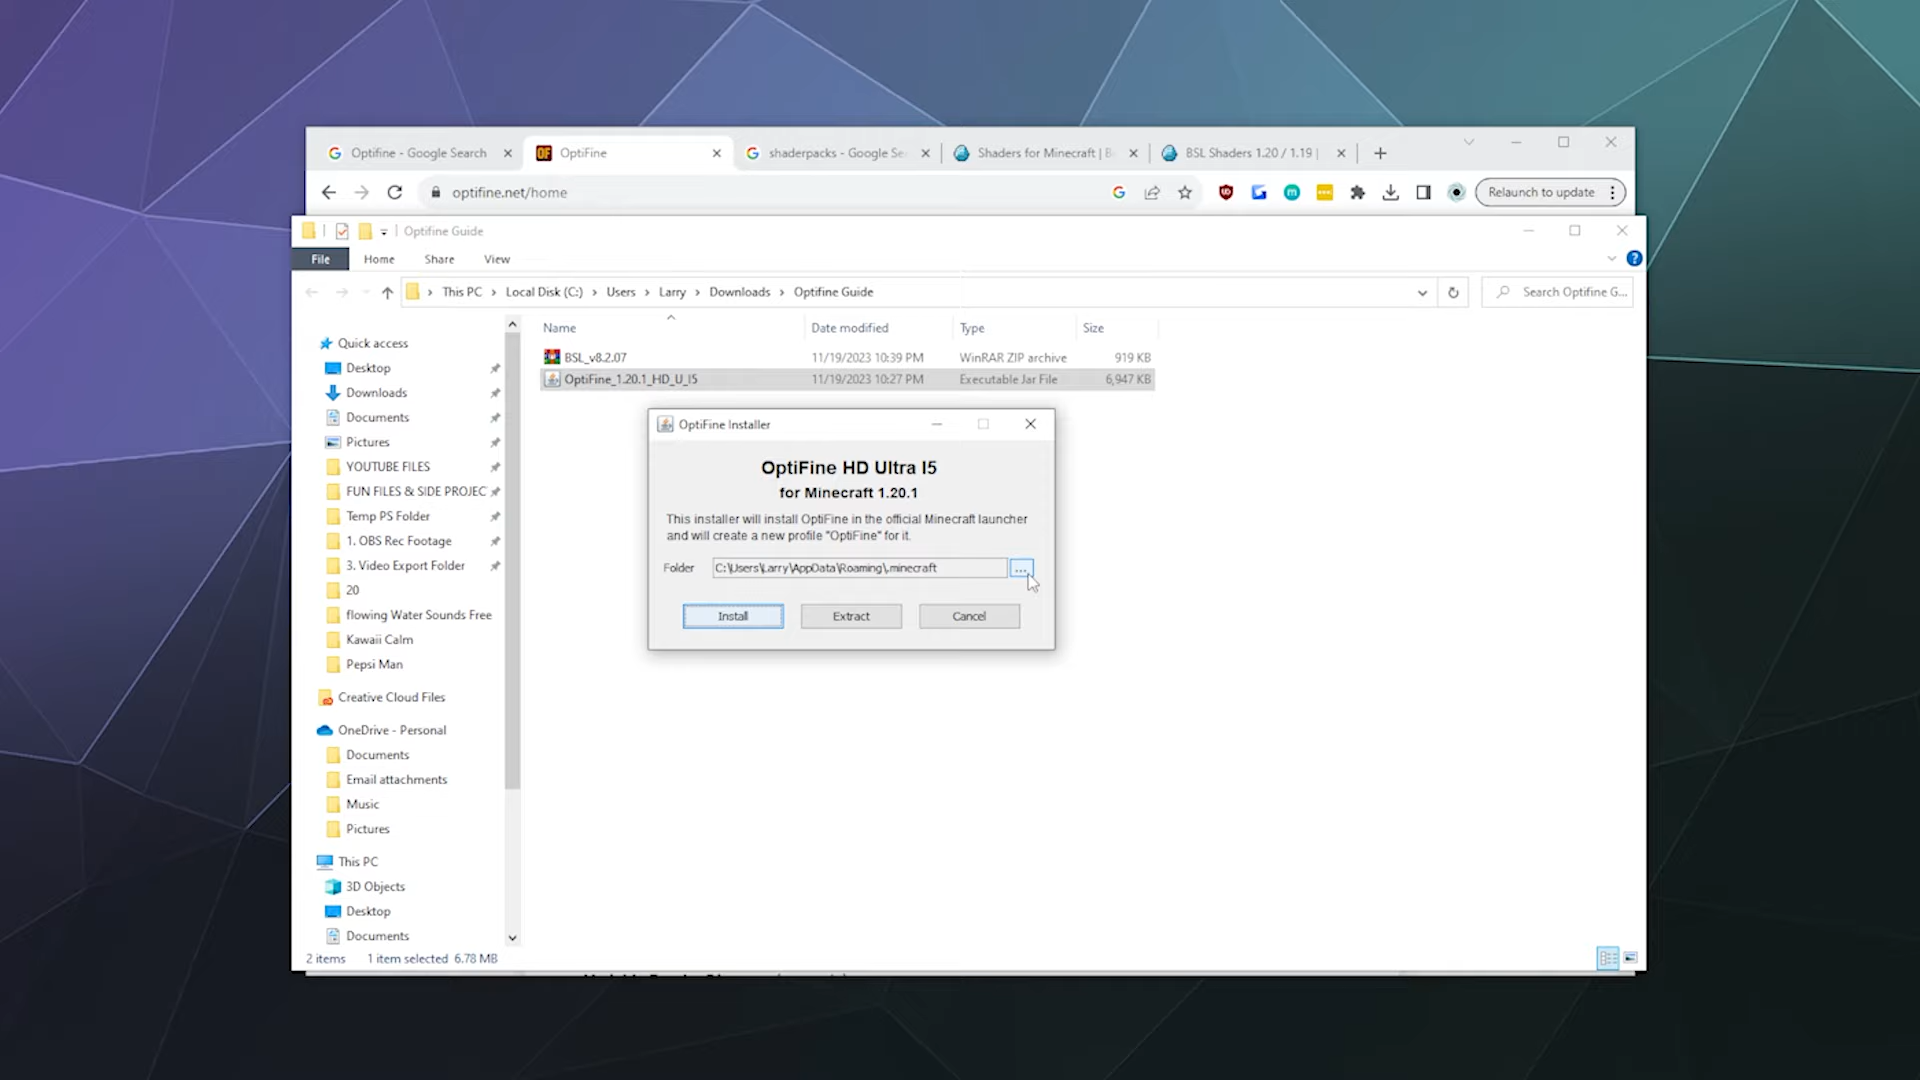 Optifine - Google Search
OptiFine
shaderpacks - Google Se
Shaders for Minecraft | B
BSL Shaders 1.20 / 1.19 |
optifine.net/home
Relaunch to update
Optifine Guide
File
Home
Share
View
This PC
Local Disk (C:)
Users
Larry
Downloads
Optifine Guide
Search Optifine G...
Name
Date modified
Type
Size
BSL_v8.2.07
11/19/2023 10:39 PM
WinRAR ZIP archive
919 KB
OptiFine_1.20.1_HD_U_I5
11/19/2023 10:27 PM
Executable Jar File
6,947 KB
Quick access
Desktop
Downloads
Documents
Pictures
YOUTUBE FILES
FUN FILES & SIDE PROJEC
Temp PS Folder
1. OBS Rec Footage
3. Video Export Folder
20
flowing Water Sounds Free
Kawaii Calm
Pepsi Man
Creative Cloud Files
OneDrive - Personal
Documents
Email attachments
Music
Pictures
This PC
3D Objects
Desktop
Documents
OptiFine Installer
OptiFine HD Ultra I5
for Minecraft 1.20.1
This installer will install OptiFine in the official Minecraft launcher
and will create a new profile "OptiFine" for it.
Folder
C:\Users\Larry\AppData\Roaming\.minecraft
...
Install
Extract
Cancel
2 items
1 item selected 6.78 MB